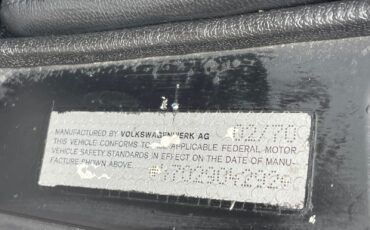 MANUFACTURED BY VOLKSWAGENWERK AG 02/70
THIS VEHICLE CONFORMS TO ALL APPLICABLE FEDERAL MOTOR
VEHICLE SAFETY STANDARDS IN EFFECT ON THE DATE OF MANU-
FACTURE SHOWN ABOVE.